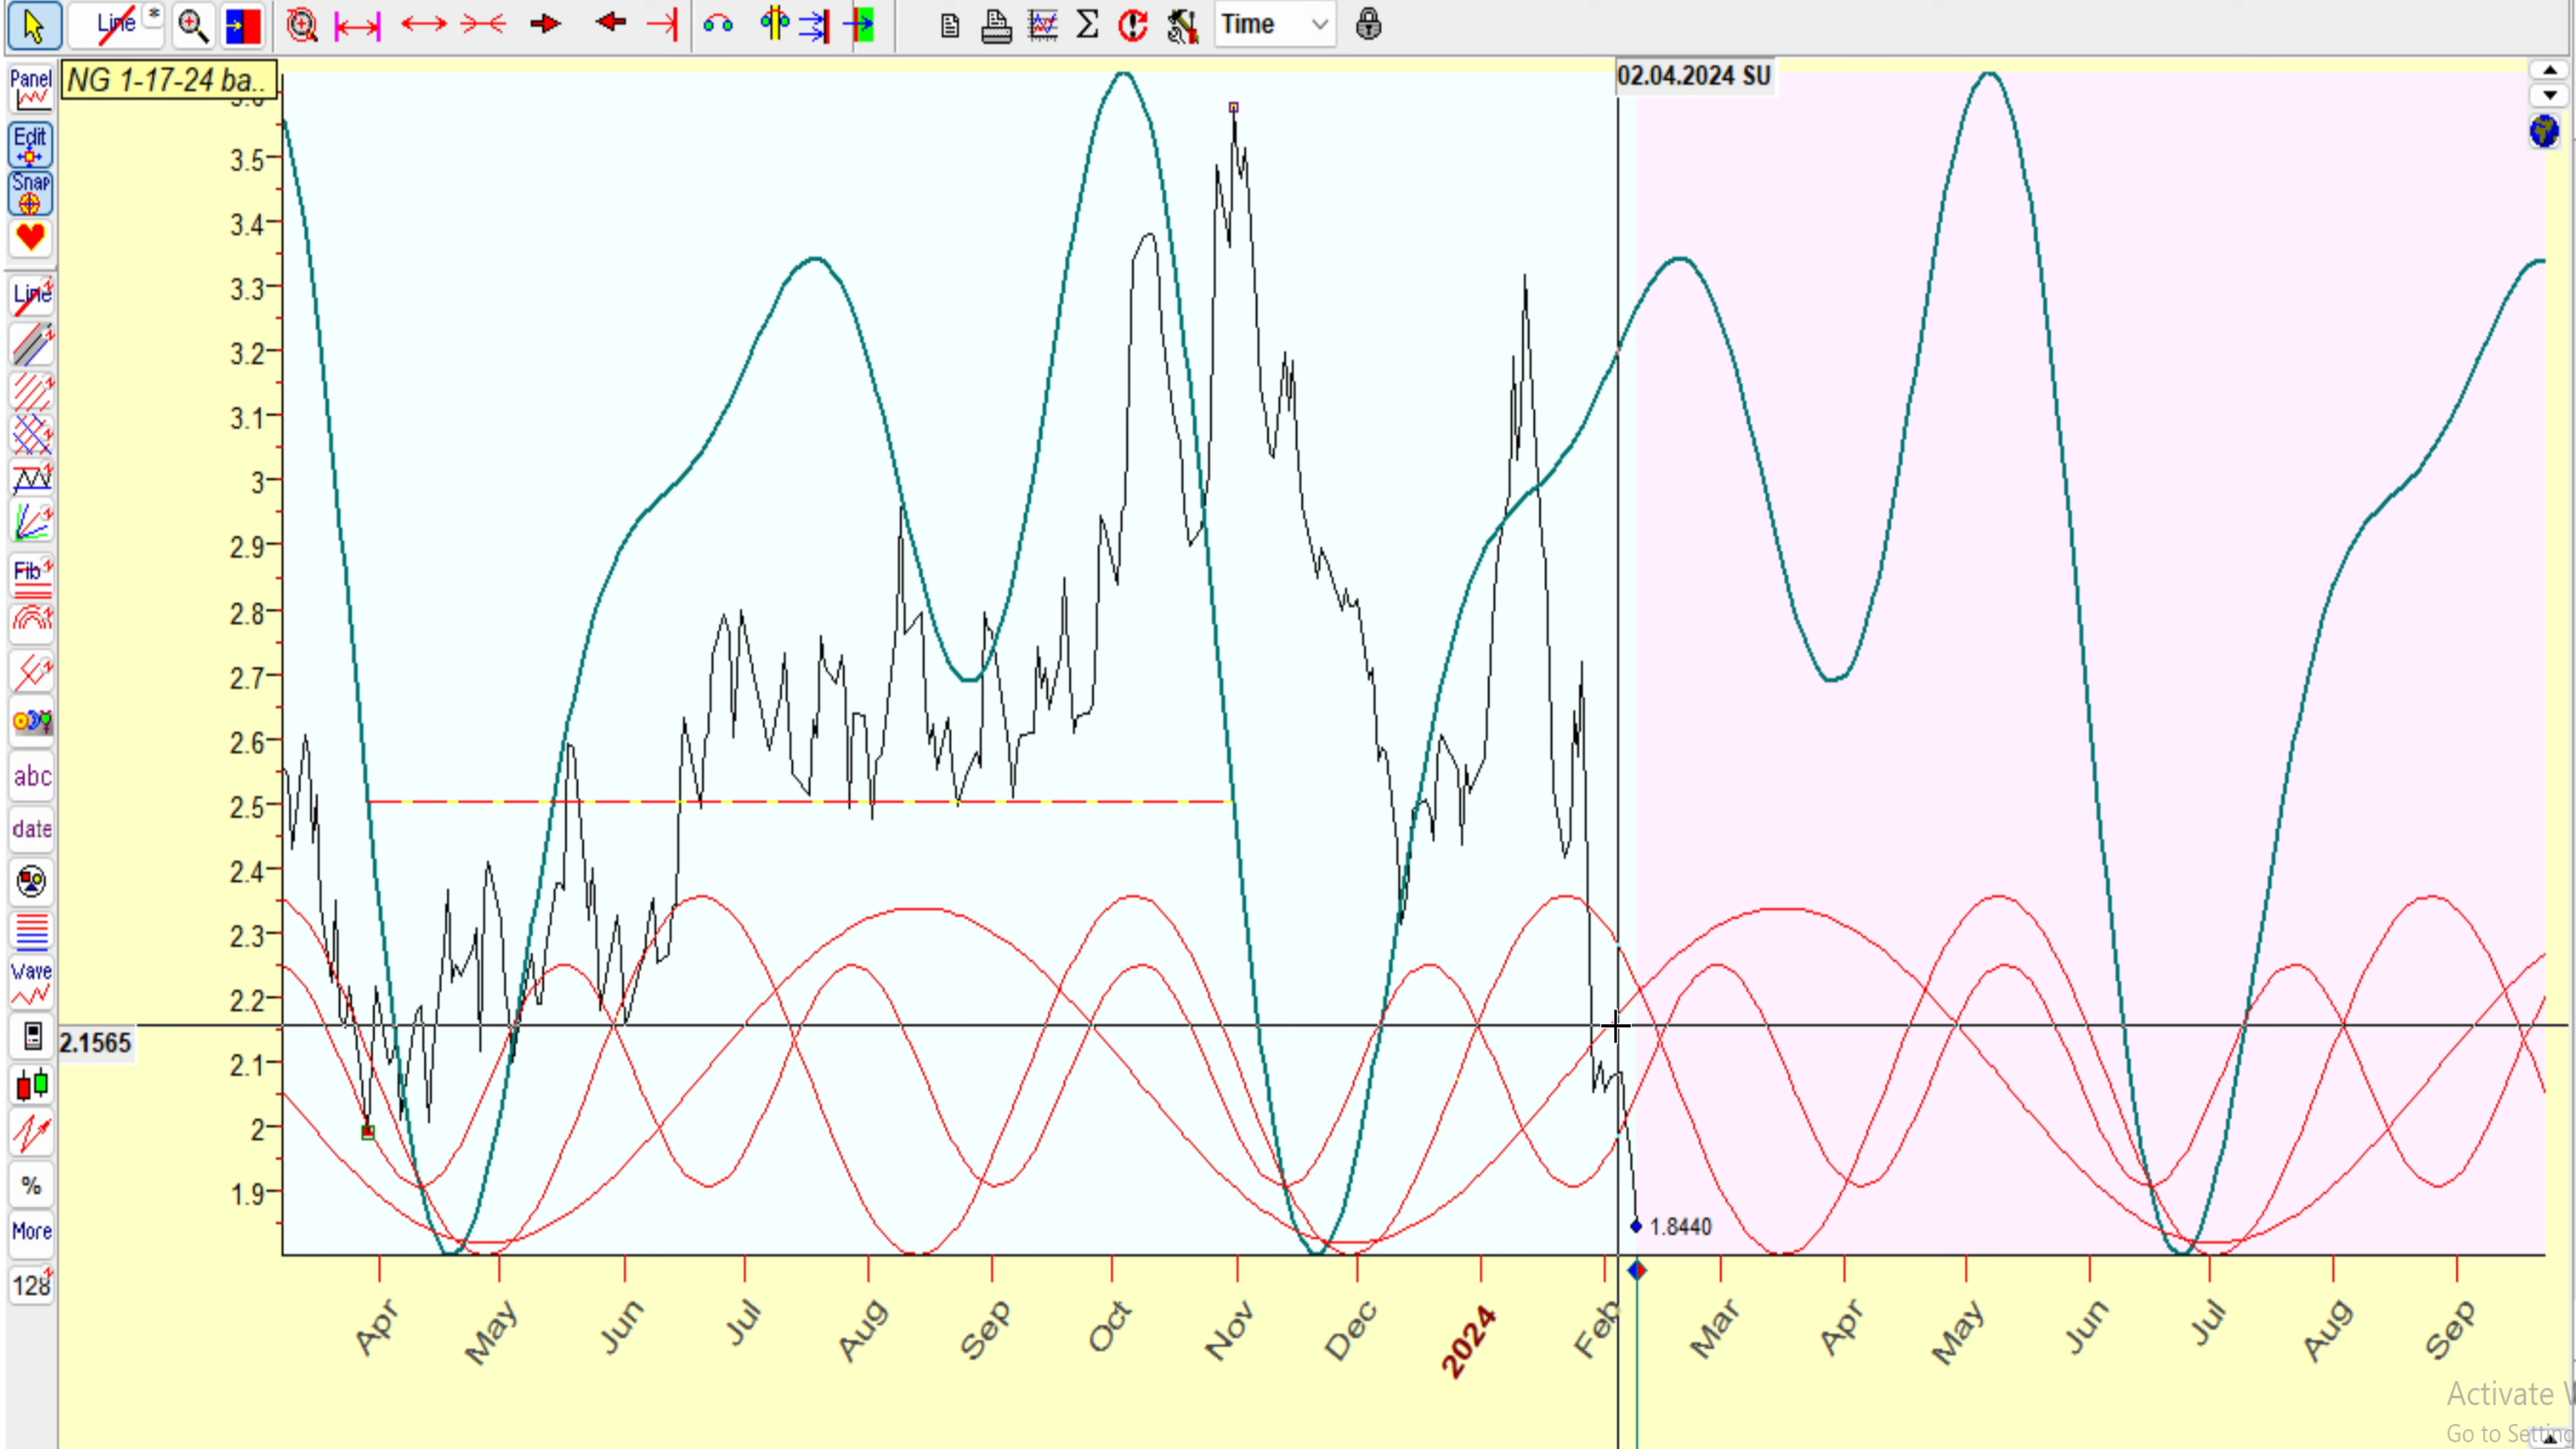 Line *
Time
Panel
NG 1-17-24 ba..
02.04.2024 SU
Edit
Snap
3.5
3.4
Line
3.3
3.2
3.1
3
2.9
Fib
2.8
2.7
2.6
abc
2.5
date
2.4
2.3
Wave
2.2
2.1565
2.1
2
%
1.9
More
1.8440
128
Apr May Jun Jul Aug Sep Oct Nov Dec 2024 Feb Mar Apr May Jun Jul Aug Sep
Activate
Go to Setting